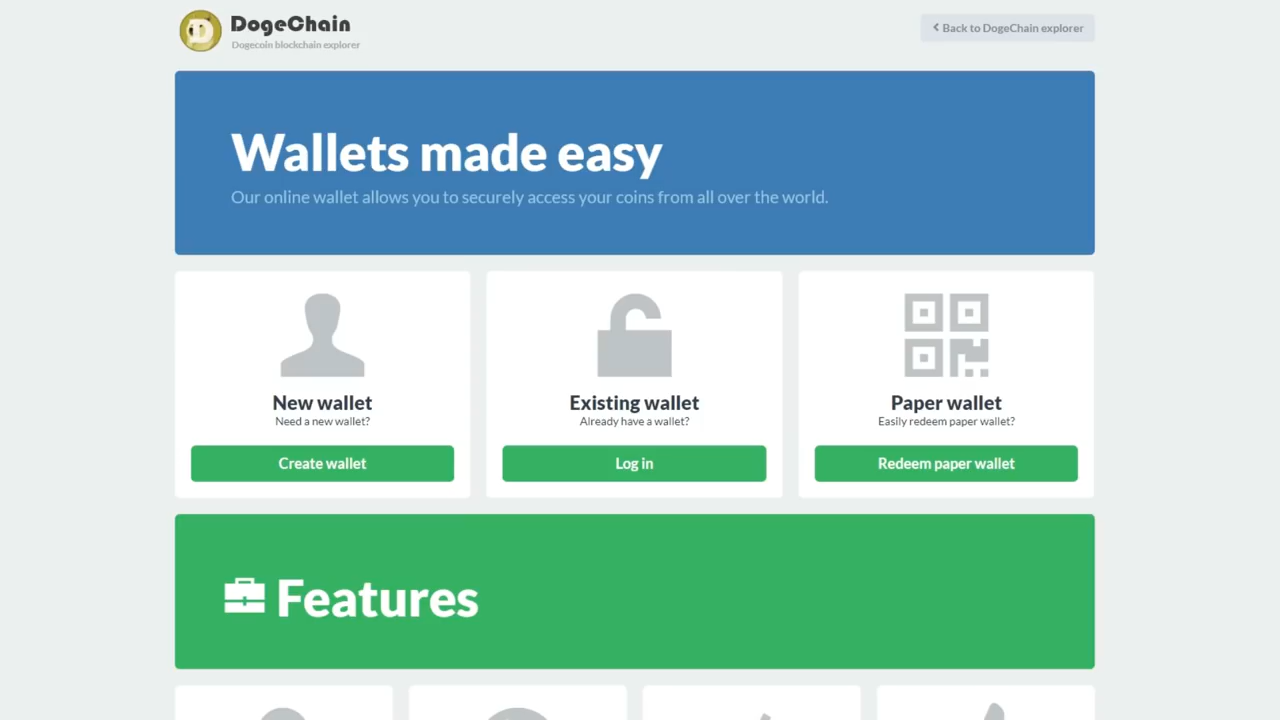 DogeChain
Dogecoin blockchain explorer
Back to DogeChain explorer
Wallets made easy
Our online wallet allows you to securely access your coins from all over the world.
New wallet
Need a new wallet?
Create wallet
Existing wallet
Already have a wallet?
Log in
Paper wallet
Easily redeem paper wallet?
Redeem paper wallet
Features